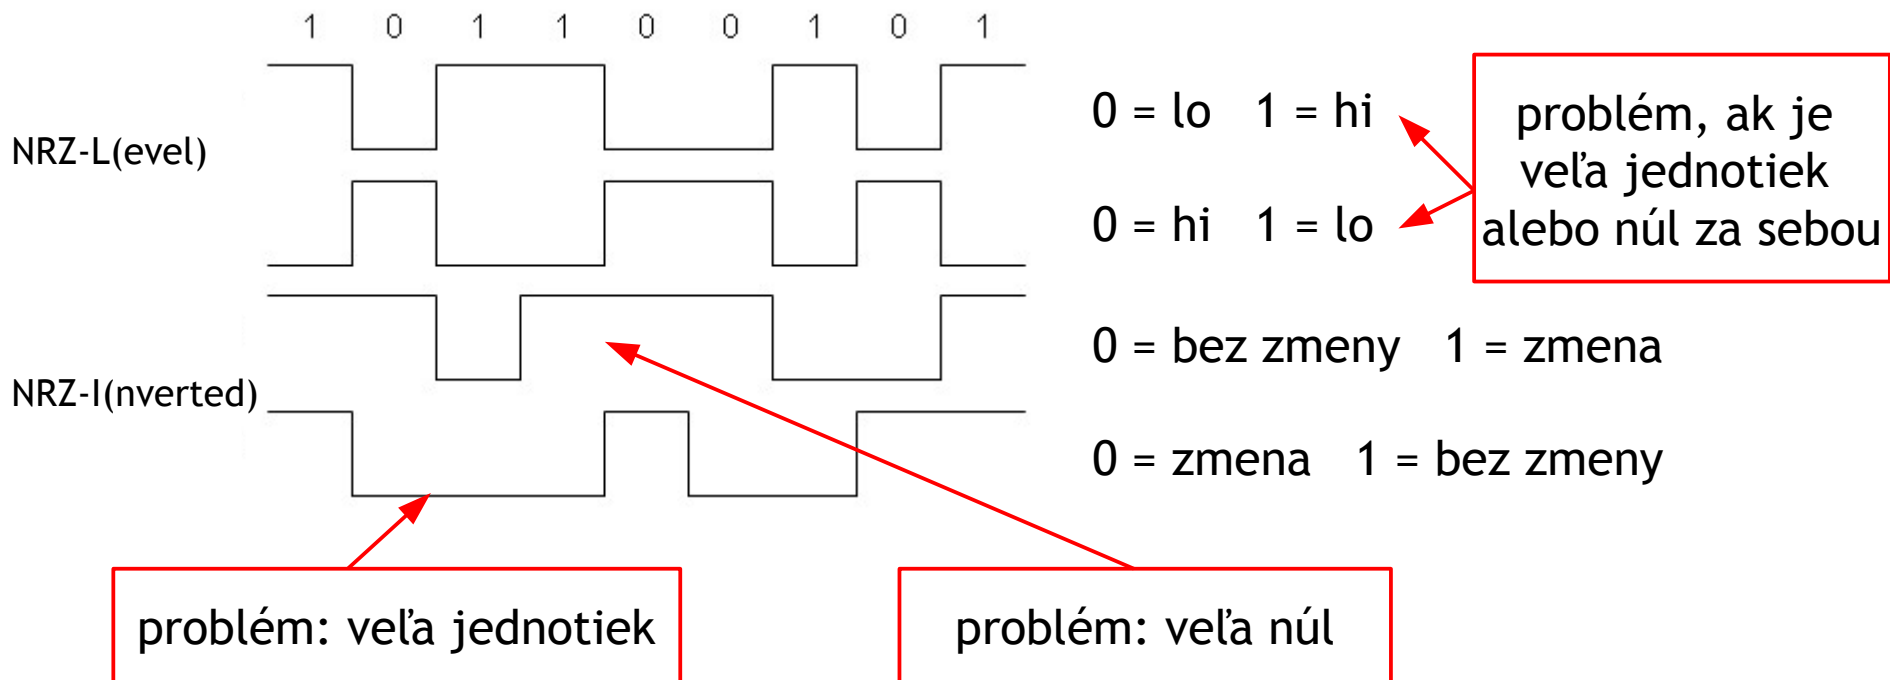 1 0 1 1 0 0 1 0 1
NRZ-L(evel)
0 = lo 1 = hi
0 = hi 1 = lo
problém, ak je
veľa jednotiek
alebo núl za sebou
NRZ-I(nverted)
0 = bez zmeny 1 = zmena
0 = zmena 1 = bez zmeny
problém: veľa jednotiek
problém: veľa núl